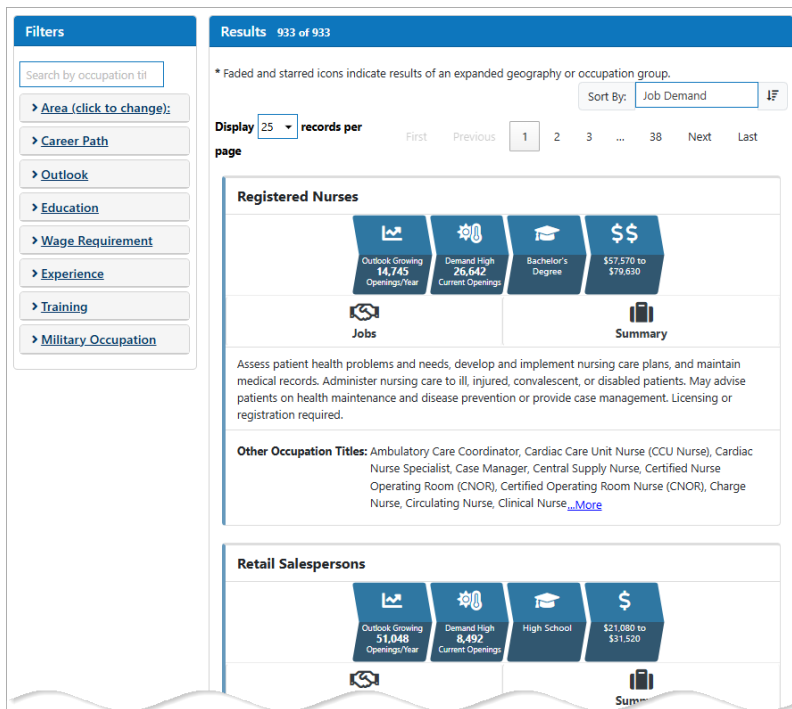 Filters
Search by occupation tit
Area (click to change):
Career Path
Outlook
Education
Wage Requirement
Experience
Training
Military Occupation
Results 933 of 933
* Faded and starred icons indicate results of an expanded geography or occupation group.
Sort By: Job Demand
Display 25 records per
page
First Previous 1 2 3 ... 38 Next Last
Registered Nurses
Outlook Growing
14,745
Openings/Year
Demand High
26,642
Current Openings
Bachelor's
Degree
$$
$57,570 to
$79,630
Jobs
Summary
Assess patient health problems and needs, develop and implement nursing care plans, and maintain
medical records. Administer nursing care to ill, injured, convalescent, or disabled patients. May advise
patients on health maintenance and disease prevention or provide case management. Licensing or
registration required.
Other Occupation Titles: Ambulatory Care Coordinator, Cardiac Care Unit Nurse (CCU Nurse), Cardiac
Nurse Specialist, Case Manager, Central Supply Nurse, Certified Nurse
Operating Room (CNOR), Certified Operating Room Nurse (CNOR), Charge
Nurse, Circulating Nurse, Clinical Nurse...More
Retail Salespersons
Outlook Growing
51,048
Openings/Year
Demand High
8,492
Current Openings
High School
$
$21,080 to
$31,520